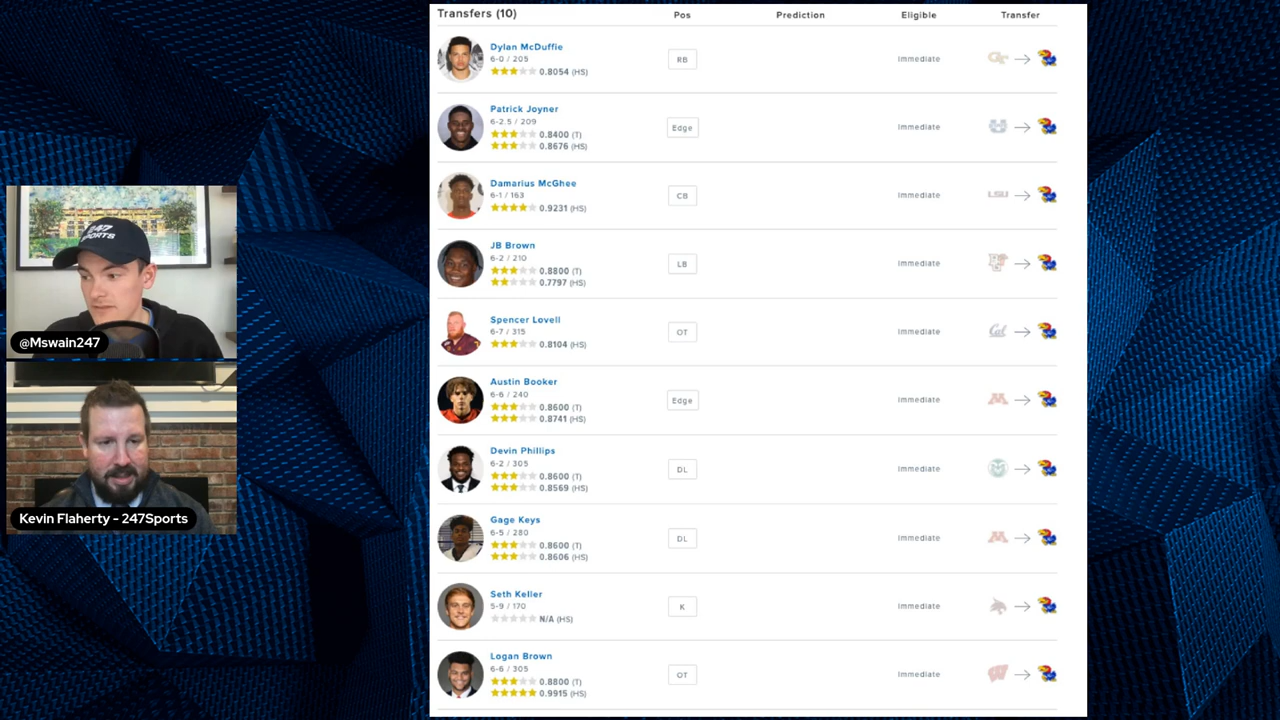 Transfers (10) Pos Prediction Eligible Transfer
Dylan McDuffie
6-0 / 205
0.8054 (HS)
RB
Immediate
GT
Patrick Joyner
6-2.5 / 209
0.8400 (T)
0.8676 (HS)
Edge
Immediate
Damarius McGhee
6-1 / 163
0.9231 (HS)
CB
Immediate
LSU
JB Brown
6-2 / 210
0.8800 (T)
0.7797 (HS)
LB
Immediate
Spencer Lovell
6-7 / 315
0.8104 (HS)
OT
Immediate
Cal
Austin Booker
6-6 / 240
0.8600 (T)
0.8741 (HS)
Edge
Immediate
M
Devin Phillips
6-2 / 305
0.8600 (T)
0.8569 (HS)
DL
Immediate
Gage Keys
6-5 / 280
0.8600 (T)
0.8606 (HS)
DL
Immediate
M
Seth Keller
5-9 / 170
N/A (HS)
K
Immediate
Logan Brown
6-6 / 305
0.8800 (T)
0.9915 (HS)
OT
Immediate
W
247
SPORTS
@Mswain247
Kevin Flaherty - 247Sports